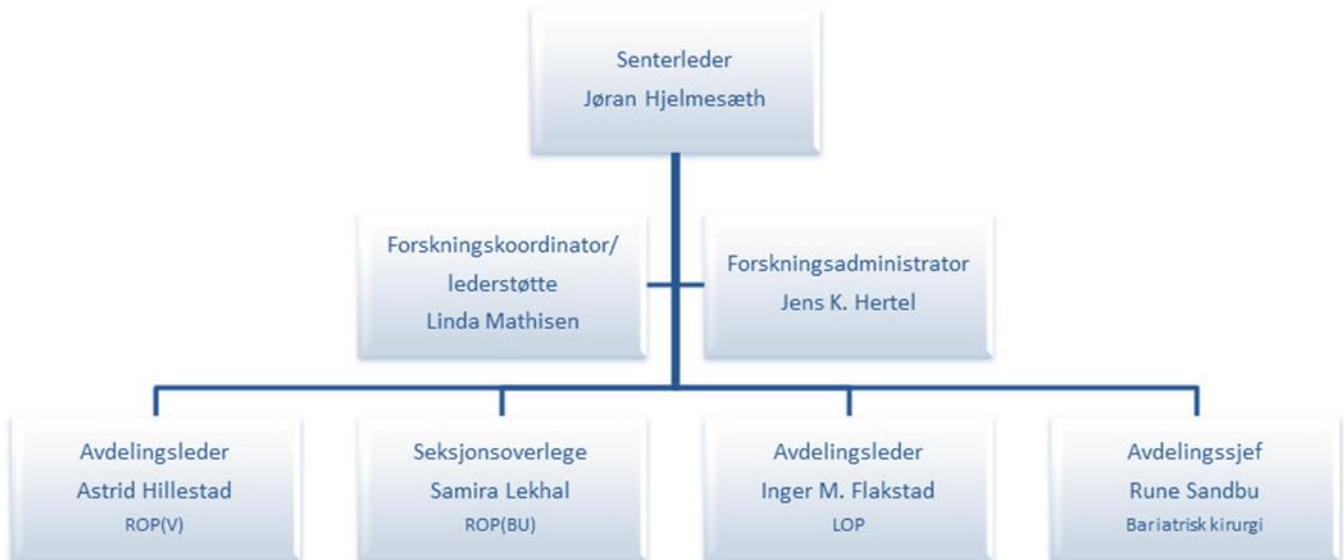 Senterleder
Jøran Hjelmesæth
Forskningskoordinator/
lederstøtte
Linda Mathisen
Forskningsadministrator
Jens K. Hertel
Avdelingsleder
Astrid Hillestad
ROP(V)
Seksjonsoverlege
Samira Lekhal
ROP(BU)
Avdelingsleder
Inger M. Flakstad
LOP
Avdelingssjef
Rune Sandbu
Bariatrisk kirurgi